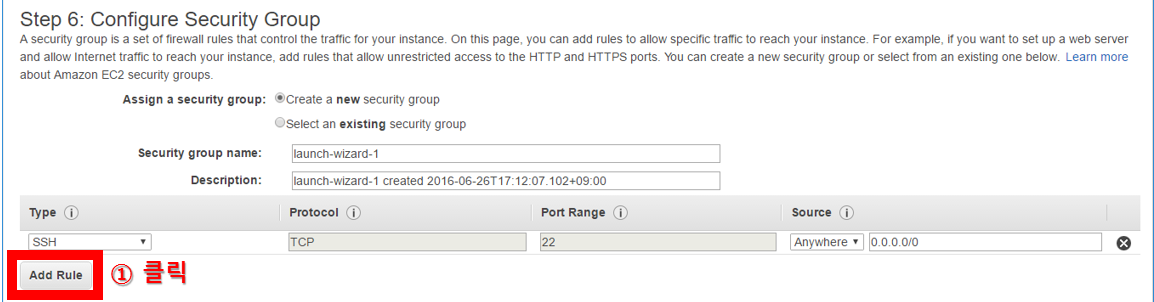 Step 6: Configure Security Group
A security group is a set of firewall rules that control the traffic for your instance. On this page, you can add rules to allow specific traffic to reach your instance. For example, if you want to set up a web server
and allow Internet traffic to reach your instance, add rules that allow unrestricted access to the HTTP and HTTPS ports. You can create a new security group or select from an existing one below. Learn more
about Amazon EC2 security groups.
Assign a security group: Create a new security group
Select an existing security group
Security group name: launch-wizard-1
Description: launch-wizard-1 created 2016-06-26T17:12:07.102+09:00
Type i Protocol i Port Range i Source i
SSH TCP 22 Anywhere 0.0.0.0/0
Add Rule ① 클릭